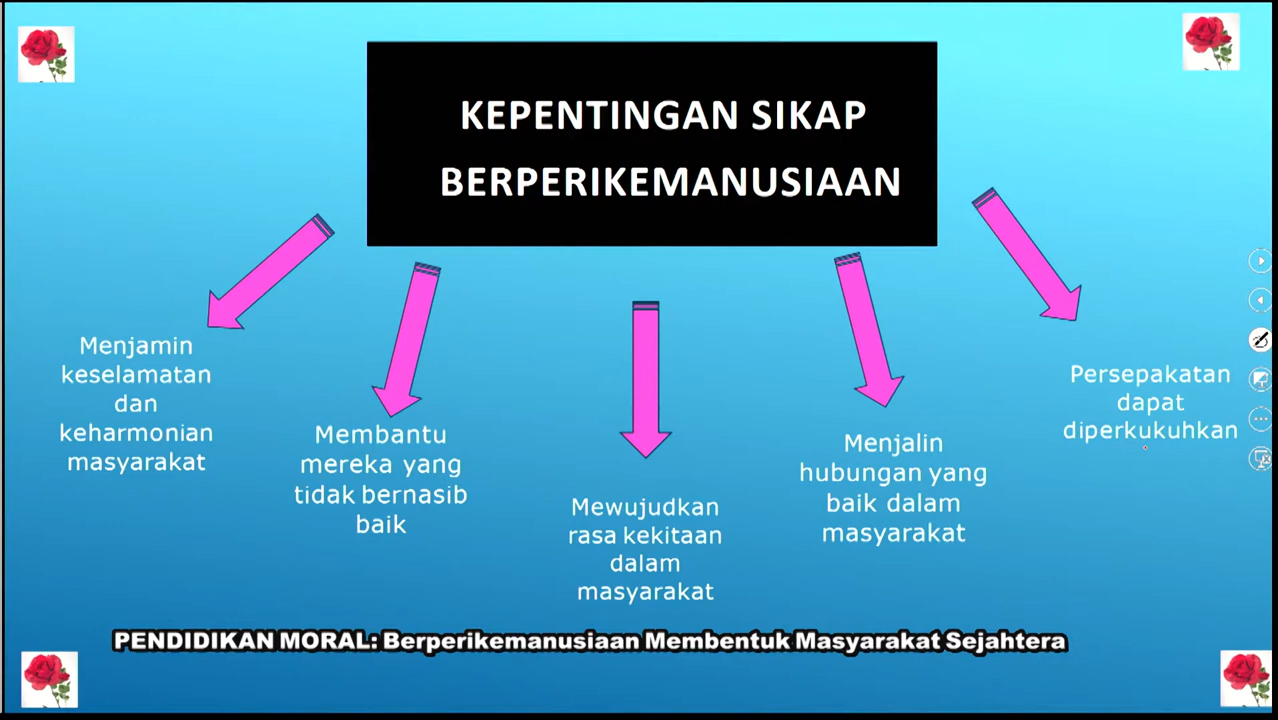 KEPENTINGAN SIKAP
BERPERIKEMANUSIAAN
Menjamin
keselamatan
dan
keharmonian
masyarakat
Membantu
mereka yang
tidak bernasib
baik
Mewujudkan
rasa kekitaan
dalam
masyarakat
Menjalin
hubungan yang
baik dalam
masyarakat
Persepakatan
dapat
diperkukuhkan
PENDIDIKAN MORAL: Berperikemanusiaan Membentuk Masyarakat Sejahtera